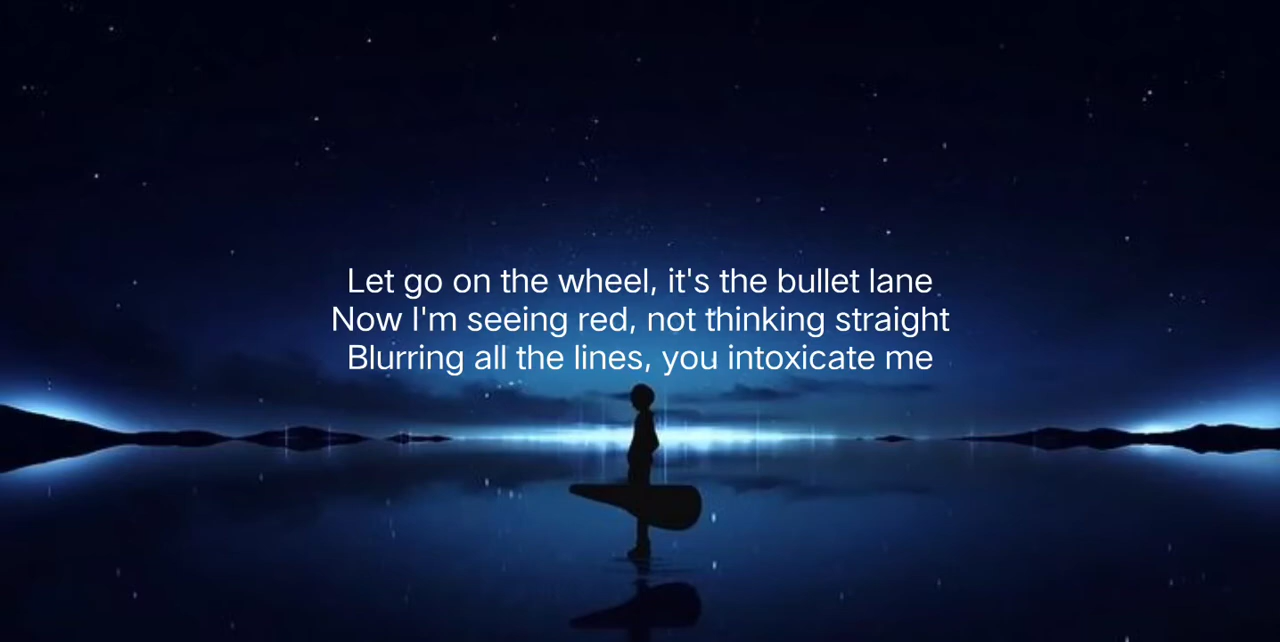 Let go on the wheel, it's the bullet lane
Now I'm seeing red, not thinking straight
Blurring all the lines, you intoxicate me